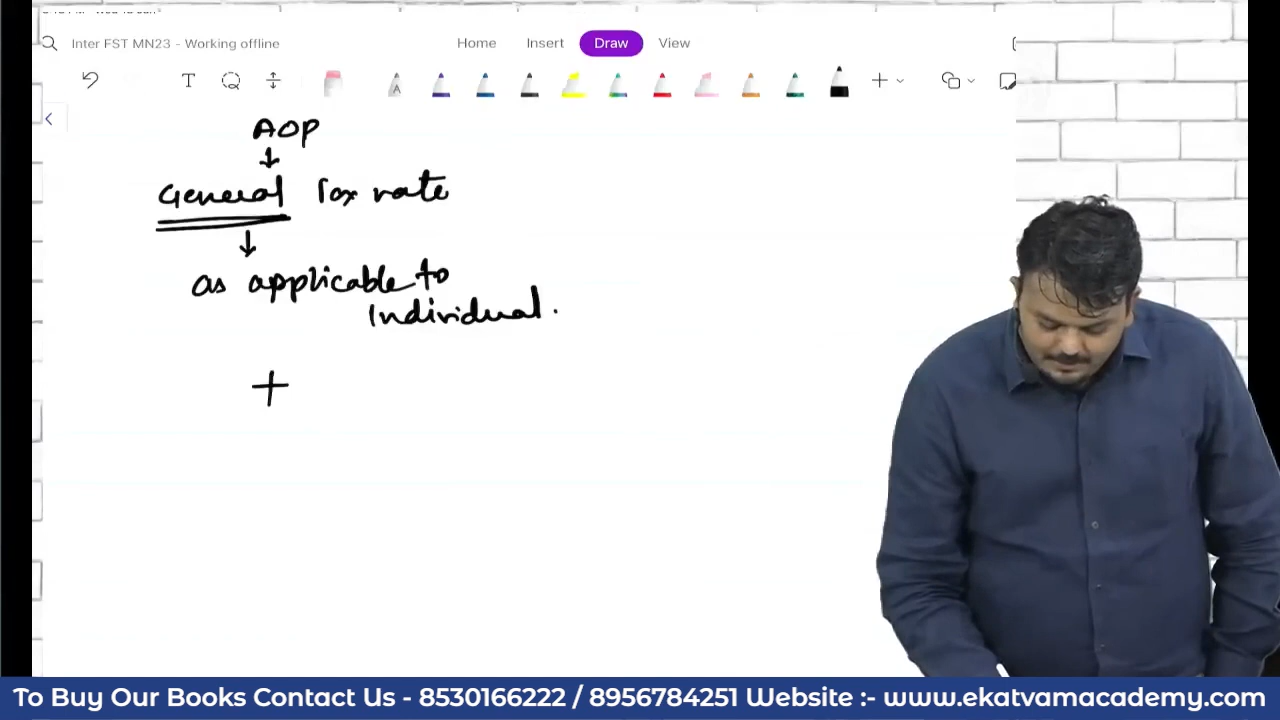 Inter FST MN23 - Working offline
Home Insert Draw View
T
A
AOP
General Tax rate
as applicable to
Individual.
+
To Buy Our Books Contact Us - 8530166222 / 8956784251 Website :- www.ekatvamacademy.com